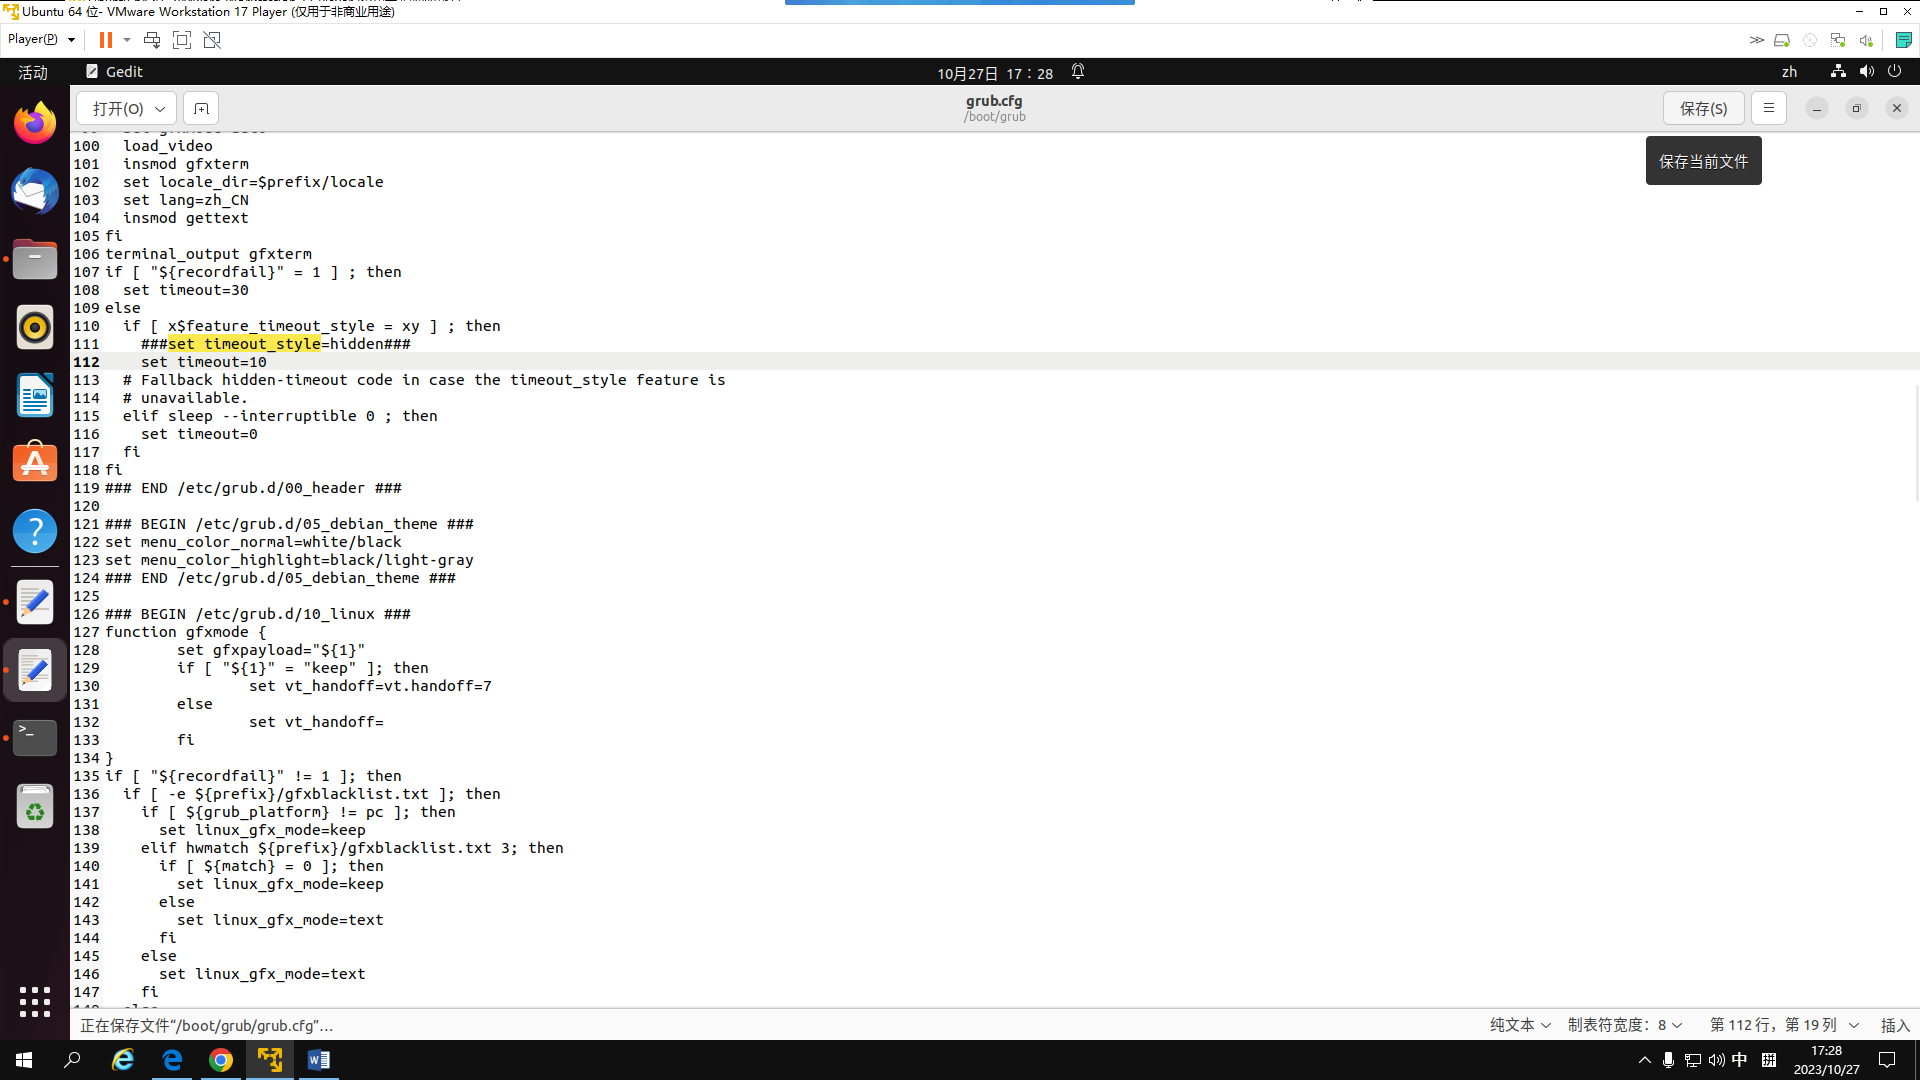 Ubuntu 64 位- VMware Workstation 17 Player (仅用于非商业用途)
Player(P)
活动
Gedit
10月27日 17：28
zh
打开(O)
grub.cfg
/boot/grub
保存(S)
保存当前文件
100 load_video
101 insmod gfxterm
102 set locale_dir=$prefix/locale
103 set lang=zh_CN
104 insmod gettext
105 fi
106 terminal_output gfxterm
107 if [ "${recordfail}" = 1 ] ; then
108 set timeout=30
109 else
110 if [ x$feature_timeout_style = xy ] ; then
111 ###set timeout_style=hidden###
112 set timeout=10
113 # Fallback hidden-timeout code in case the timeout_style feature is
114 # unavailable.
115 elif sleep --interruptible 0 ; then
116 set timeout=0
117 fi
118 fi
119 ### END /etc/grub.d/00_header ###
120
121 ### BEGIN /etc/grub.d/05_debian_theme ###
122 set menu_color_normal=white/black
123 set menu_color_highlight=black/light-gray
124 ### END /etc/grub.d/05_debian_theme ###
125
126 ### BEGIN /etc/grub.d/10_linux ###
127 function gfxmode {
128 set gfxpayload="${1}"
129 if [ "${1}" = "keep" ]; then
130 set vt_handoff=vt.handoff=7
131 else
132 set vt_handoff=
133 fi
134 }
135 if [ "${recordfail}" != 1 ]; then
136 if [ -e ${prefix}/gfxblacklist.txt ]; then
137 if [ ${grub_platform} != pc ]; then
138 set linux_gfx_mode=keep
139 elif hwmatch ${prefix}/gfxblacklist.txt 3; then
140 if [ ${match} = 0 ]; then
141 set linux_gfx_mode=keep
142 else
143 set linux_gfx_mode=text
144 fi
145 else
146 set linux_gfx_mode=text
147 fi
正在保存文件“/boot/grub/grub.cfg”…
纯文本
制表符宽度：8
第 112 行，第 19 列
插入
中
拼
17:28
2023/10/27